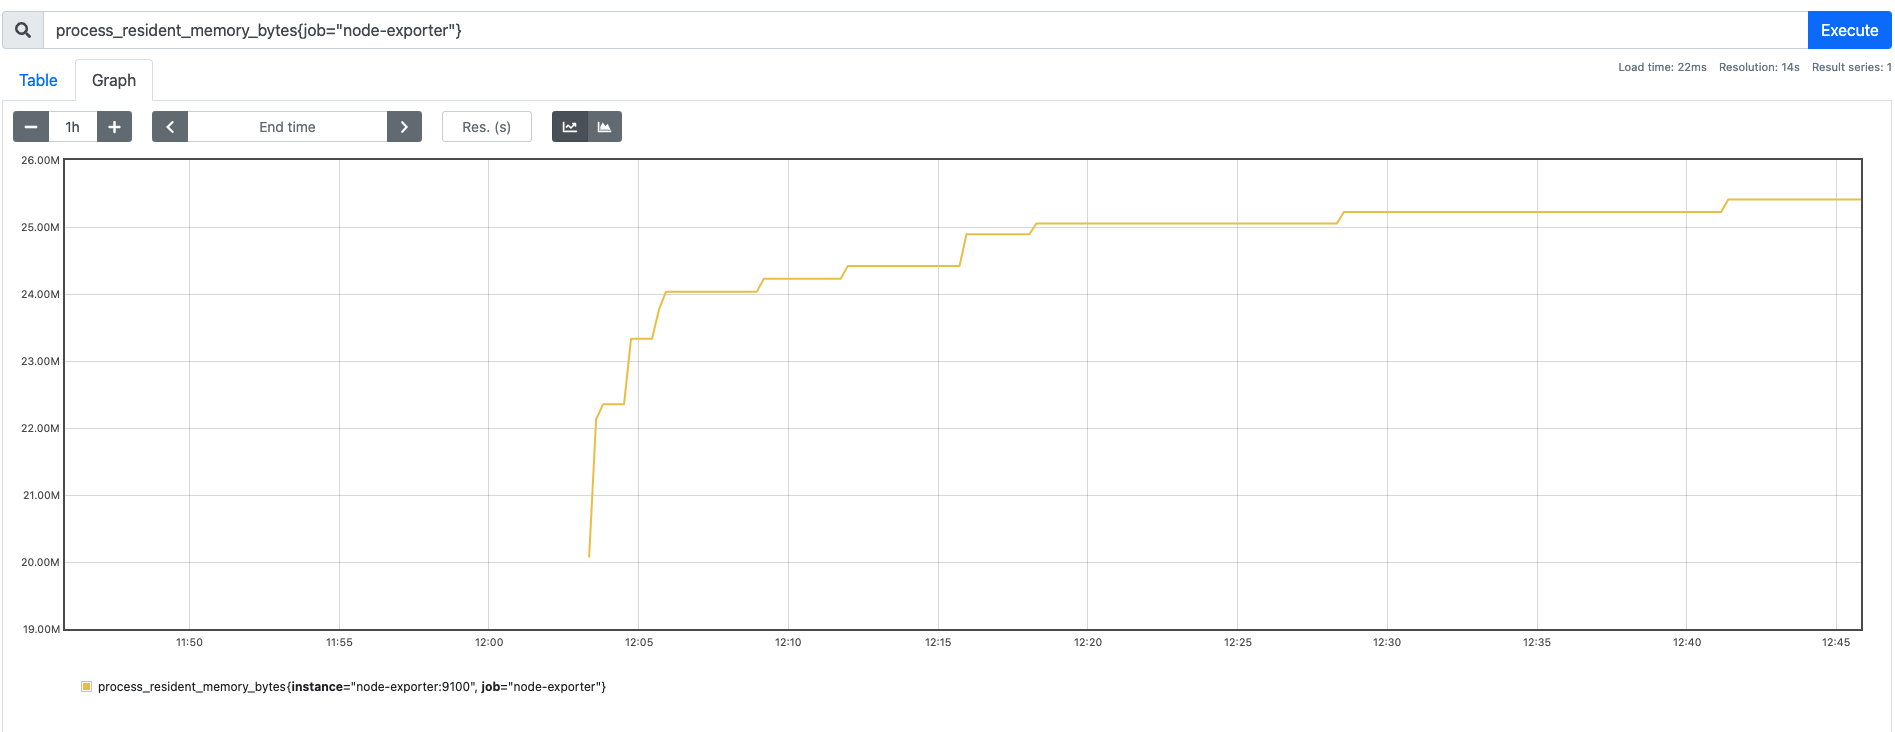 process_resident_memory_bytes{job="node-exporter"}
Execute
Table
Graph
Load time: 22ms Resolution: 14s Result series: 1
1h
End time
Res. (s)
26.00M
25.00M
24.00M
23.00M
22.00M
21.00M
20.00M
19.00M
11:50 11:55 12:00 12:05 12:10 12:15 12:20 12:25 12:30 12:35 12:40 12:45
process_resident_memory_bytes{instance="node-exporter:9100", job="node-exporter"}